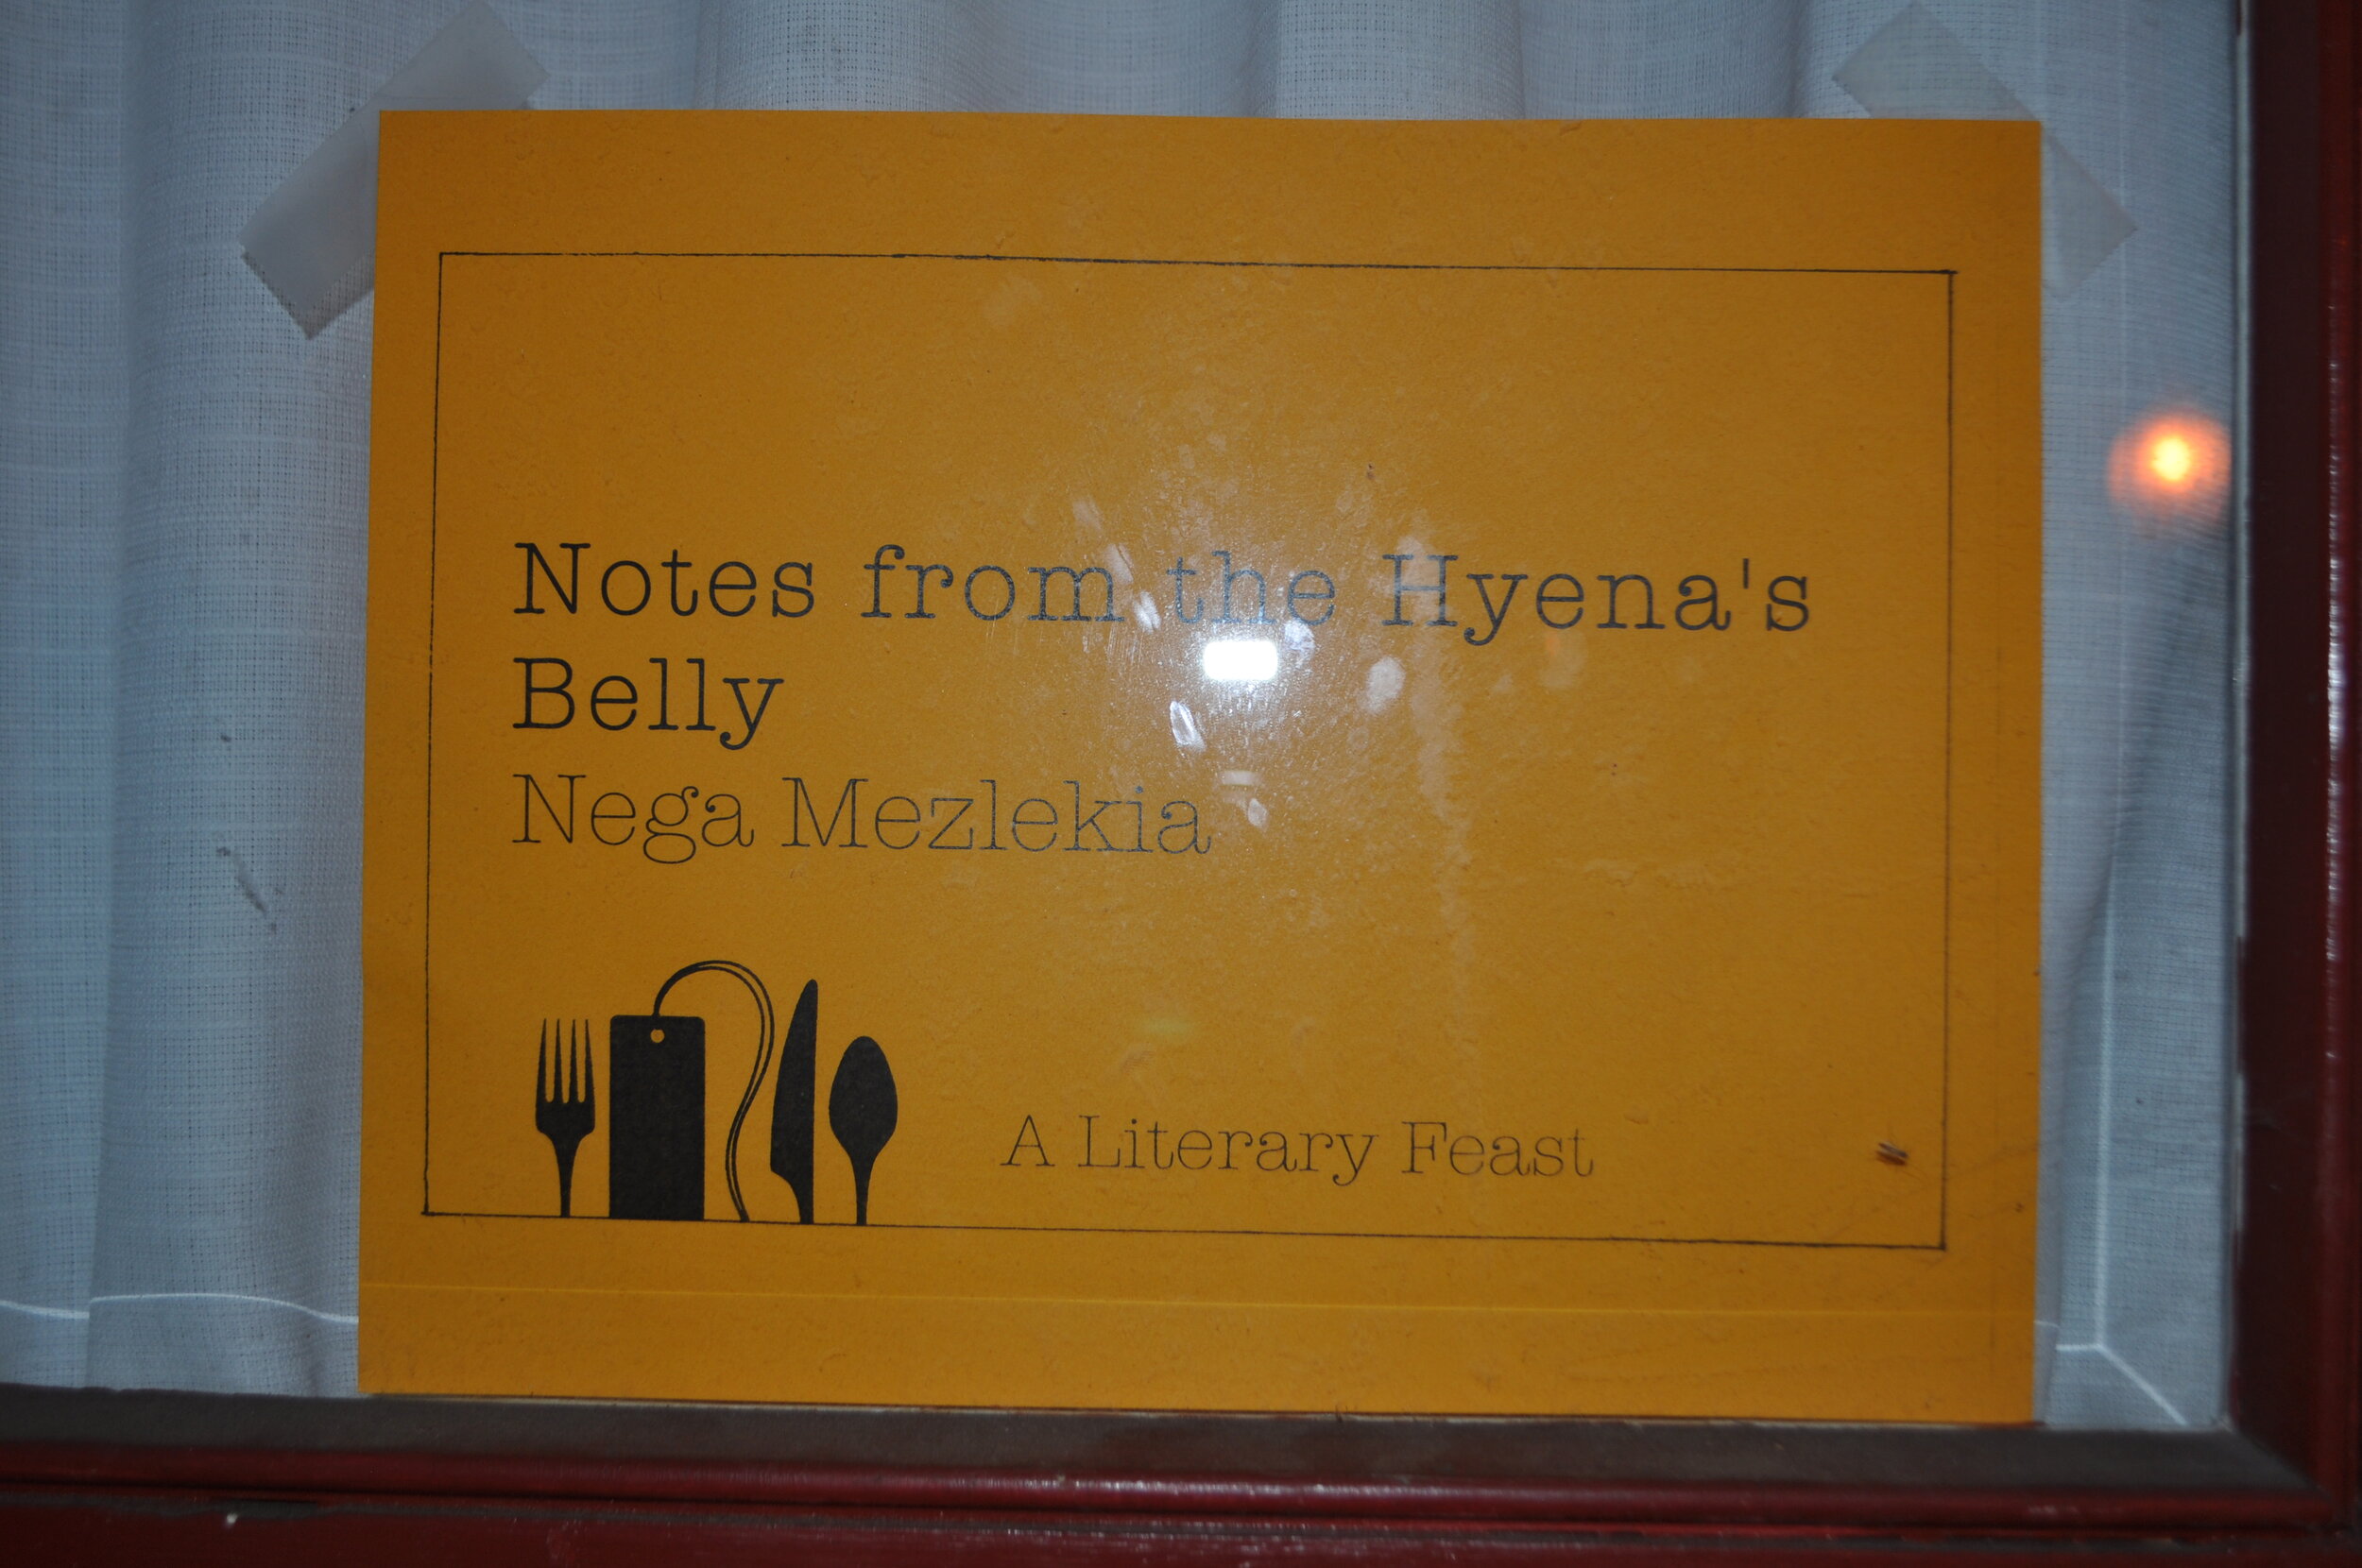 Notes from the Hyena's
Belly
Nega Mezlekia
A Literary Feast